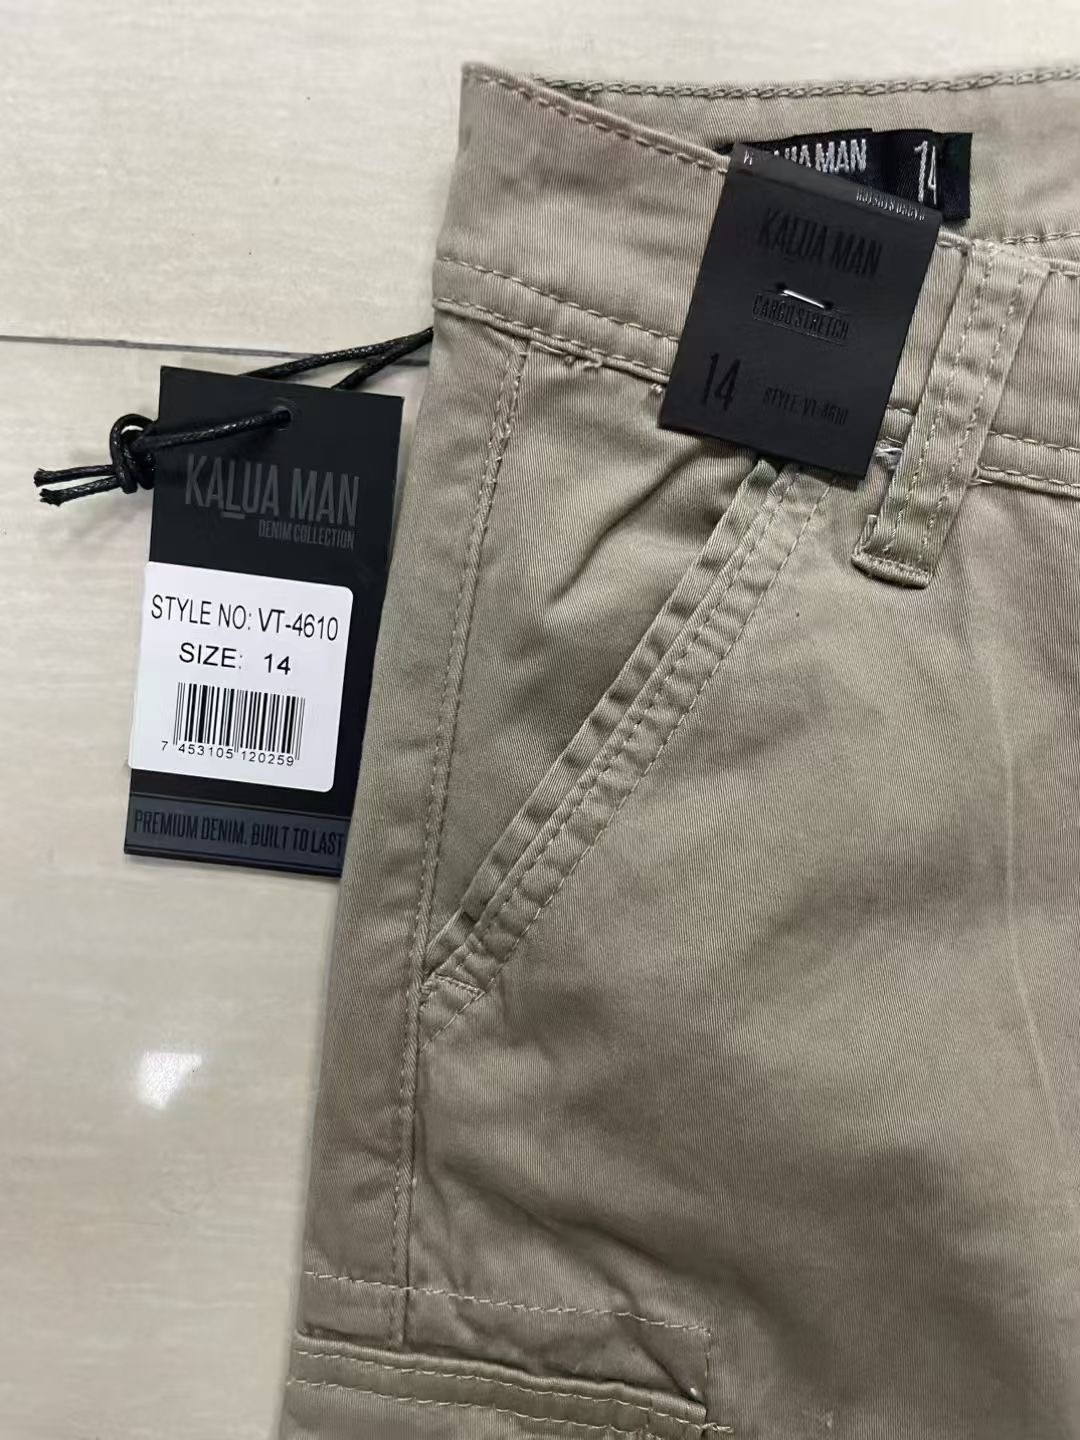 MAN 14
KALUA MAN
CARGO STRETCH
14 STYLE: VT-4610
KALUA MAN
DENIM COLLECTION
STYLE NO: VT-4610
SIZE: 14
7 453105 120259
PREMIUM DENIM. BUILT TO LAST